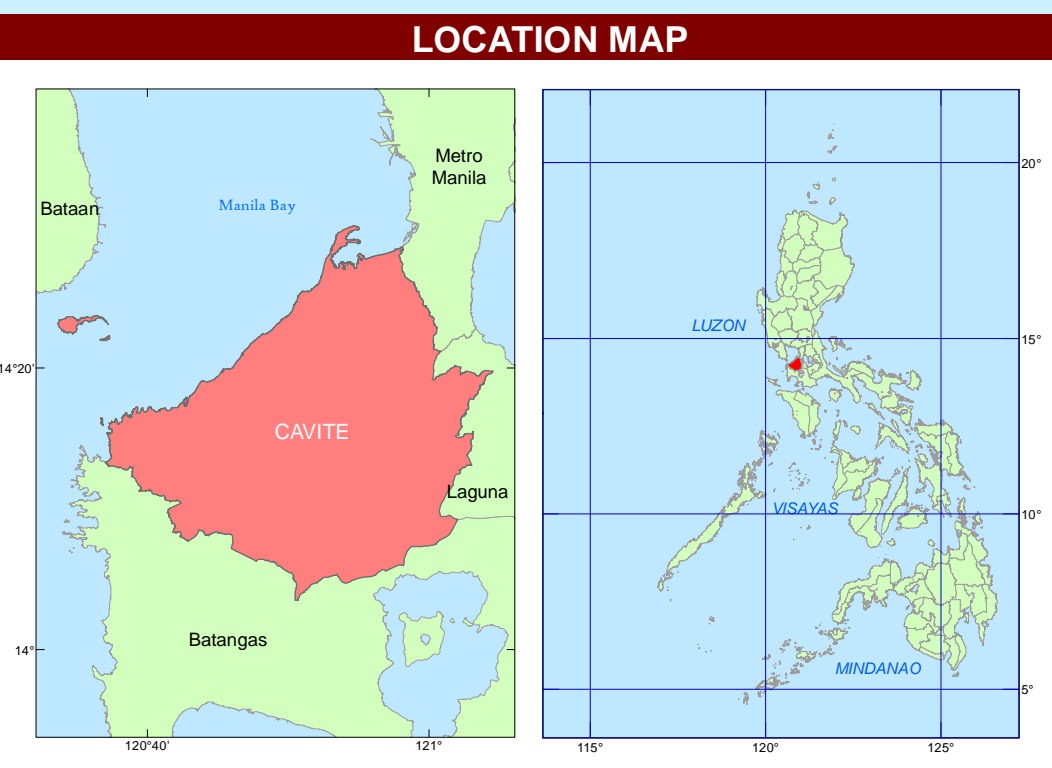 LOCATION MAP
Metro
Manila
Bataan
Manila Bay
14°20'
CAVITE
Laguna
Batangas
14°
120°40'
121°
20°
LUZON
15°
VISAYAS
10°
MINDANAO
5°
115°
120°
125°